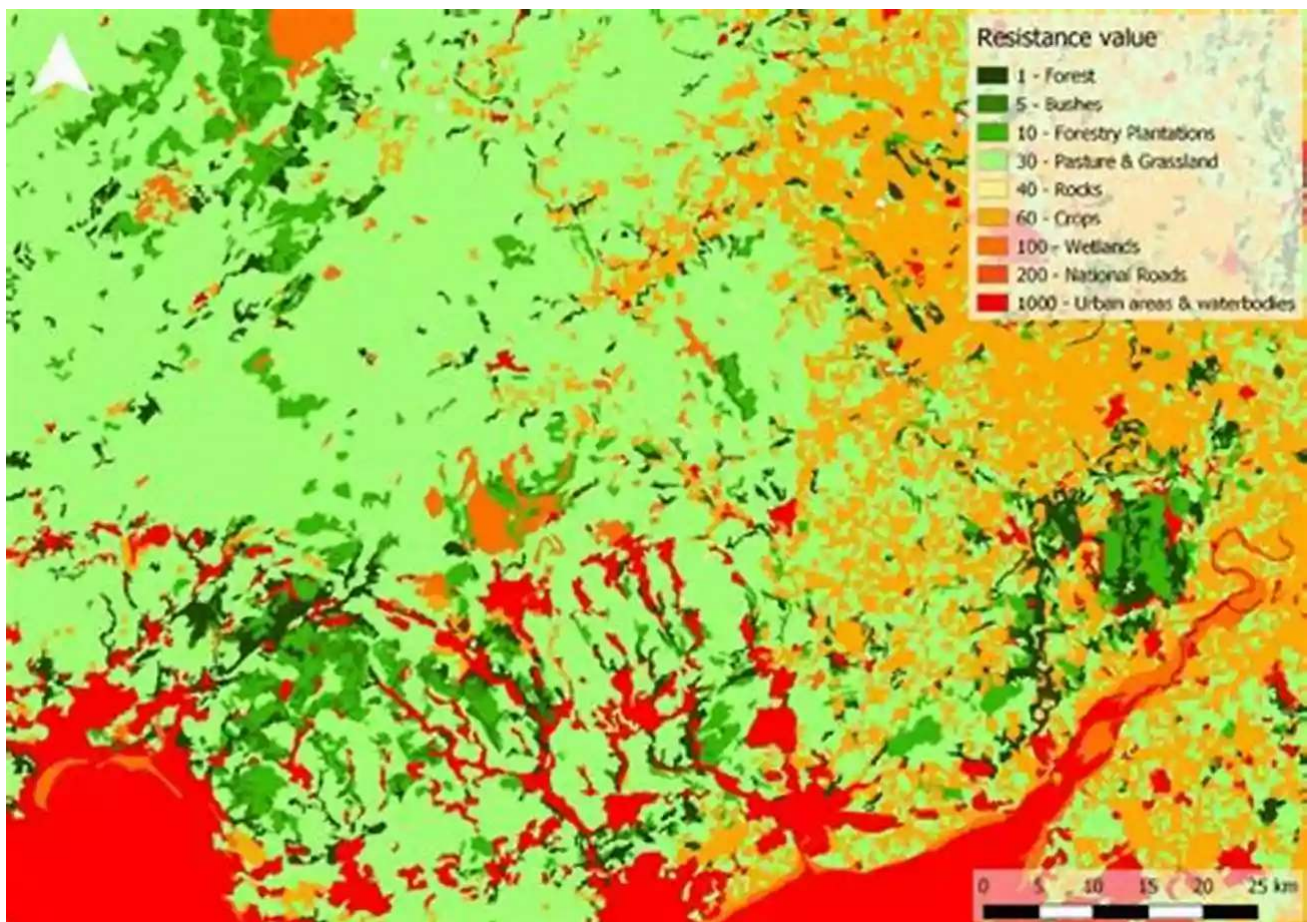 Resistance value
1 - Forest
5 - Bushes
10 - Forestry Plantations
30 - Pasture & Grassland
40 - Rocks
60 - Crops
100 - Wetlands
200 - National Roads
1000 - Urban areas & waterbodies
0 5 10 15 20 25 km